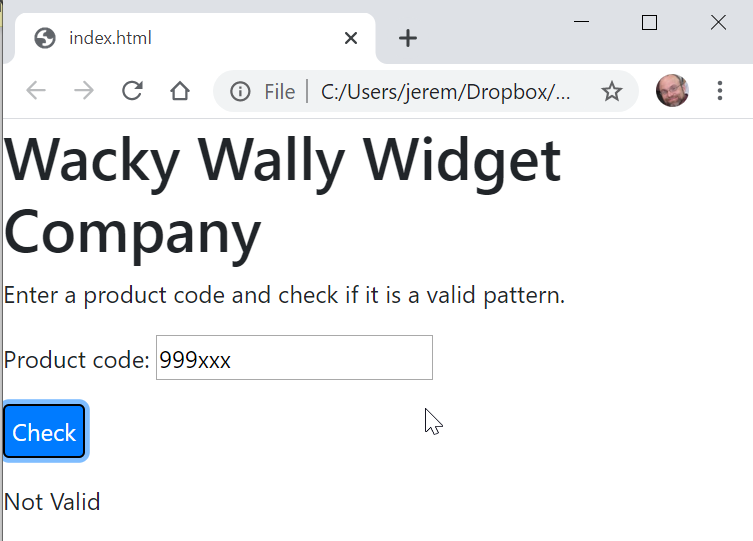 index.html
File | C:/Users/jerem/Dropbox/...
Wacky Wally Widget
Company
Enter a product code and check if it is a valid pattern.
Product code: 999xxx
Check
Not Valid